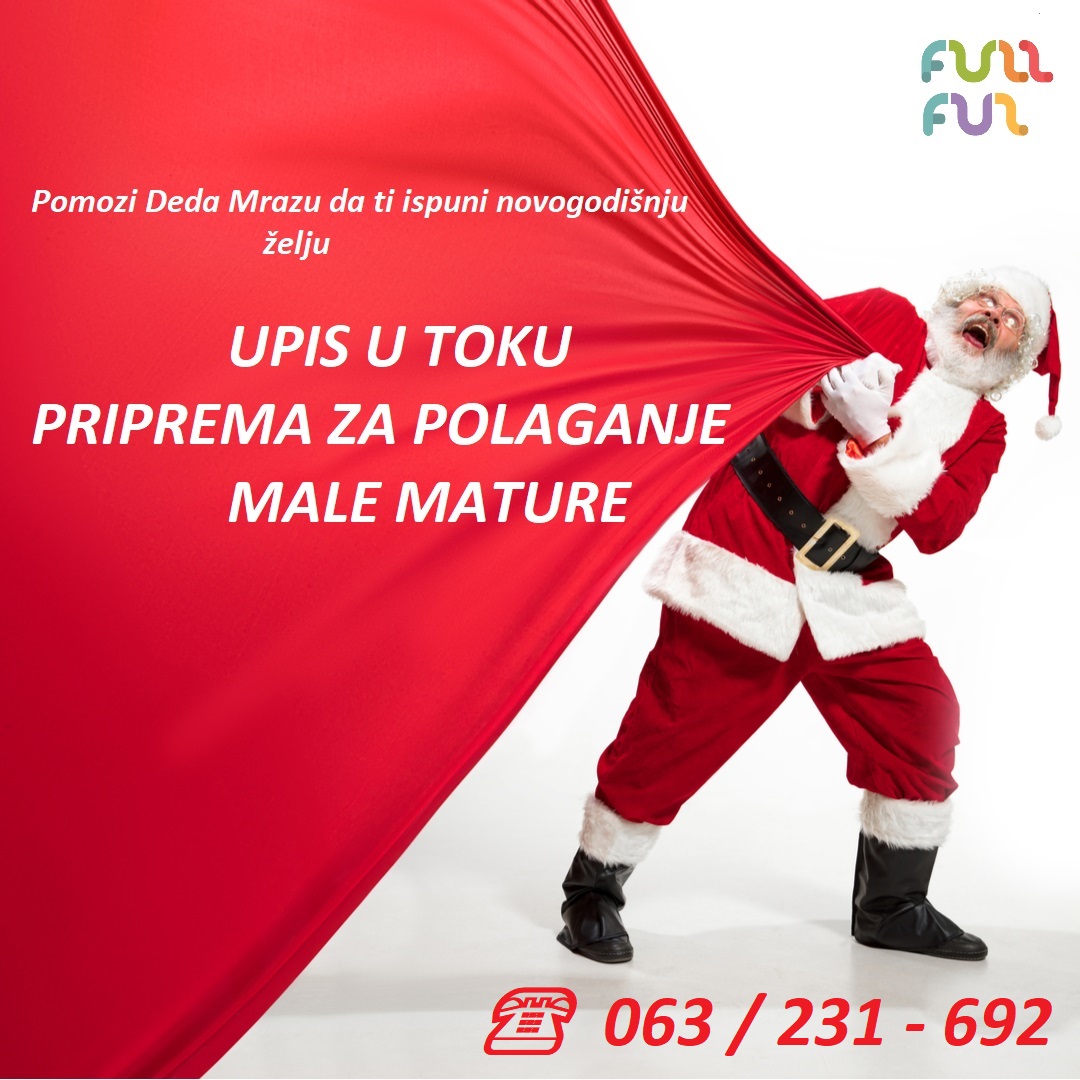 FULL
FUN.
Pomozi Deda Mrazu da ti ispuni novogodišnju
želju
UPIS U TOKU
PRIPREMA ZA POLAGANJE
MALE MATURE
063 / 231 - 692